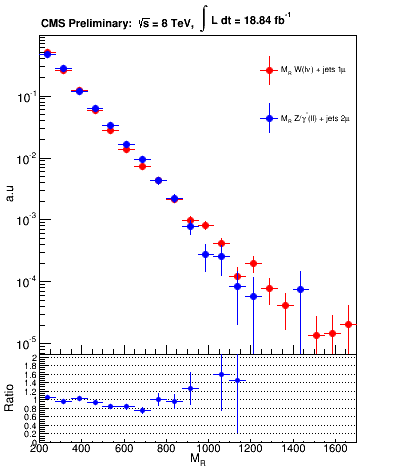 CMS Preliminary: √s = 8 TeV, ∫ L dt = 18.84 fb⁻¹
M_R W(lν) + jets 1μ
M_R Z/γ*(ll) + jets 2μ
a.u
10⁻¹
10⁻²
10⁻³
10⁻⁴
10⁻⁵
Ratio
2
1.8
1.6
1.4
1.2
1
0.8
0.6
0.4
0.2
0
200 400 600 800 1000 1200 1400 1600
M_R